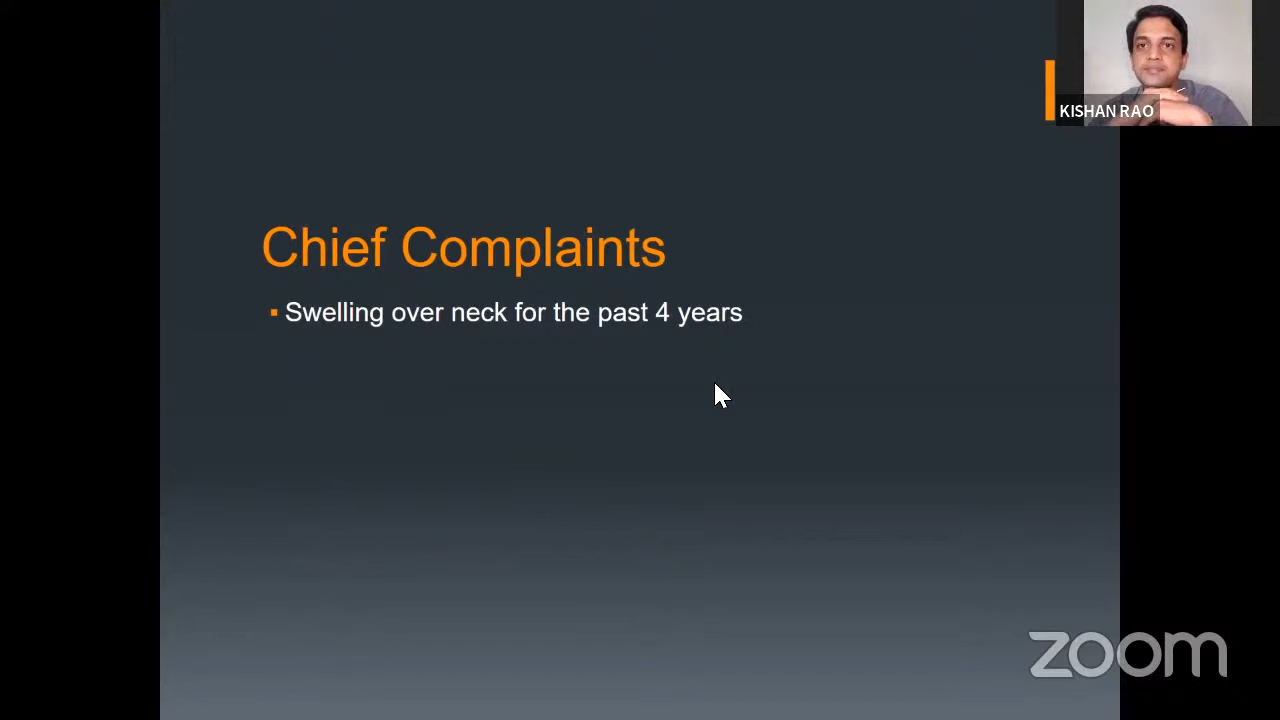 KISHAN RAO
Chief Complaints
Swelling over neck for the past 4 years
zoom